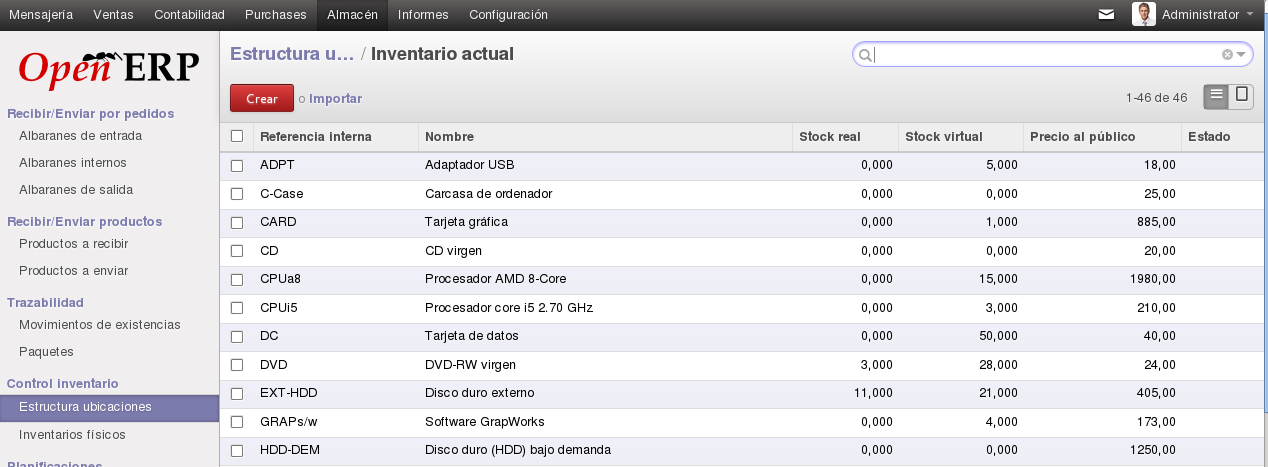 Mensajería Ventas Contabilidad Purchases Almacén Informes Configuración Administrator
Open ERP
Recibir/Enviar por pedidos
Albaranes de entrada
Albaranes internos
Albaranes de salida
Recibir/Enviar productos
Productos a recibir
Productos a enviar
Trazabilidad
Movimientos de existencias
Paquetes
Control inventario
Estructura ubicaciones
Inventarios físicos
Planificaciones
Estructura u... / Inventario actual
Crear o Importar 1-46 de 46
Referencia interna Nombre Stock real Stock virtual Precio al público Estado
ADPT Adaptador USB 0,000 5,000 18,00
C-Case Carcasa de ordenador 0,000 0,000 25,00
CARD Tarjeta gráfica 0,000 1,000 885,00
CD CD virgen 0,000 0,000 20,00
CPUa8 Procesador AMD 8-Core 0,000 15,000 1980,00
CPUi5 Procesador core i5 2.70 GHz 0,000 3,000 210,00
DC Tarjeta de datos 0,000 50,000 40,00
DVD DVD-RW virgen 3,000 28,000 24,00
EXT-HDD Disco duro externo 11,000 21,000 405,00
GRAPs/w Software GrapWorks 0,000 4,000 173,00
HDD-DEM Disco duro (HDD) bajo demanda 0,000 0,000 1250,00